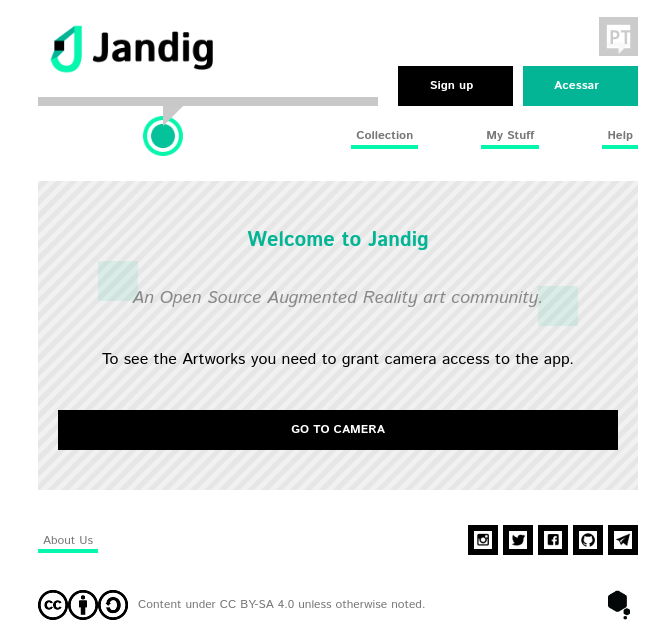 PT
Jandig
Sign up
Acessar
Collection
My Stuff
Help
Welcome to Jandig
An Open Source Augmented Reality art community.
To see the Artworks you need to grant camera access to the app.
GO TO CAMERA
About Us
cc
Content under CC BY-SA 4.0 unless otherwise noted.